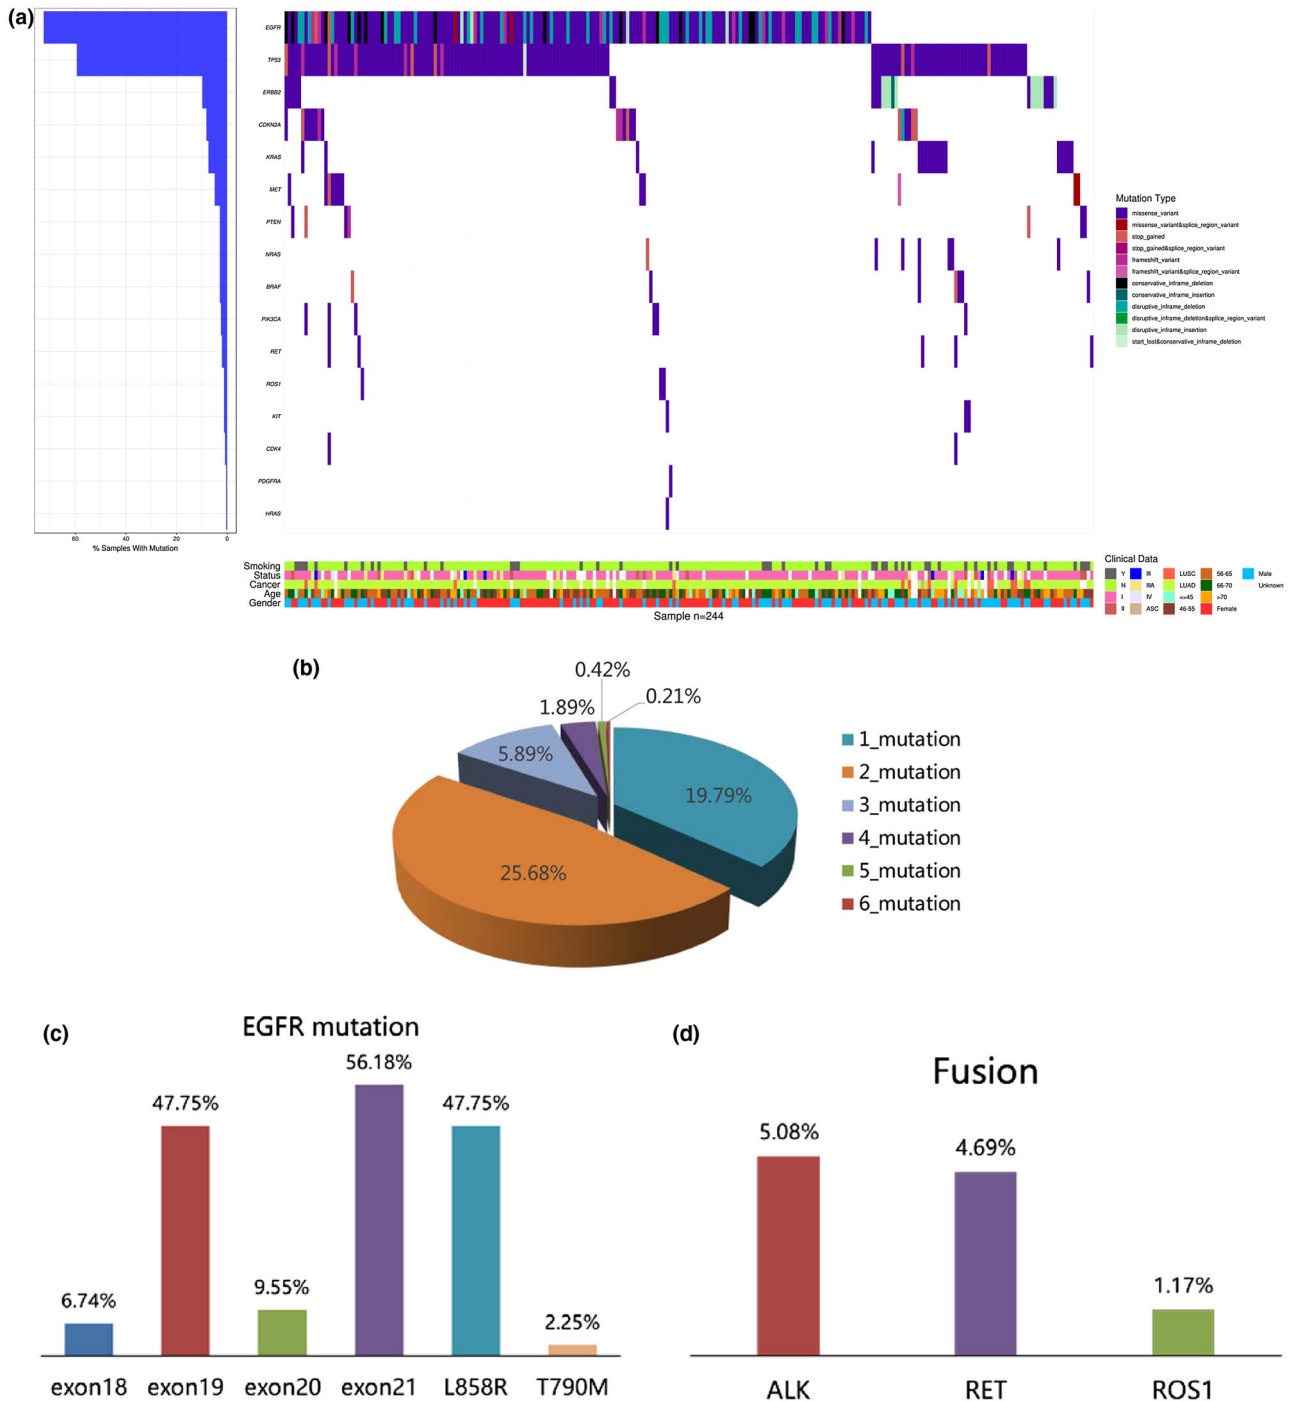 (a)
EGFR
TP53
ERBB2
CDKN2A
KRAS
MET
PTEN
NRAS
BRAF
PIK3CA
RET
ROS1
KIT
CDK4
PDGFRA
HRAS
60 40 20 0
% Samples With Mutation
Mutation Type
missense_variant
missense_variant&splice_region_variant
stop_gained
stop_gained&splice_region_variant
frameshift_variant
frameshift_variant&splice_region_variant
conservative_inframe_deletion
conservative_inframe_insertion
disruptive_inframe_deletion
disruptive_inframe_deletion&splice_region_variant
disruptive_inframe_insertion
start_lost&conservative_inframe_deletion
Smoking
Status
Cancer
Age
Gender
Sample n=244
Clinical Data
Y III LUSC 56-65 Male
N IIIA LUAD 66-70 Unknown
I IV <=45 >70
II ASC 46-55 Female
(b)
0.42%
0.21%
1.89%
5.89%
19.79%
25.68%
1_mutation
2_mutation
3_mutation
4_mutation
5_mutation
6_mutation
(c)
EGFR mutation
6.74%
47.75%
9.55%
56.18%
47.75%
2.25%
exon18 exon19 exon20 exon21 L858R T790M
(d)
Fusion
5.08%
4.69%
1.17%
ALK RET ROS1